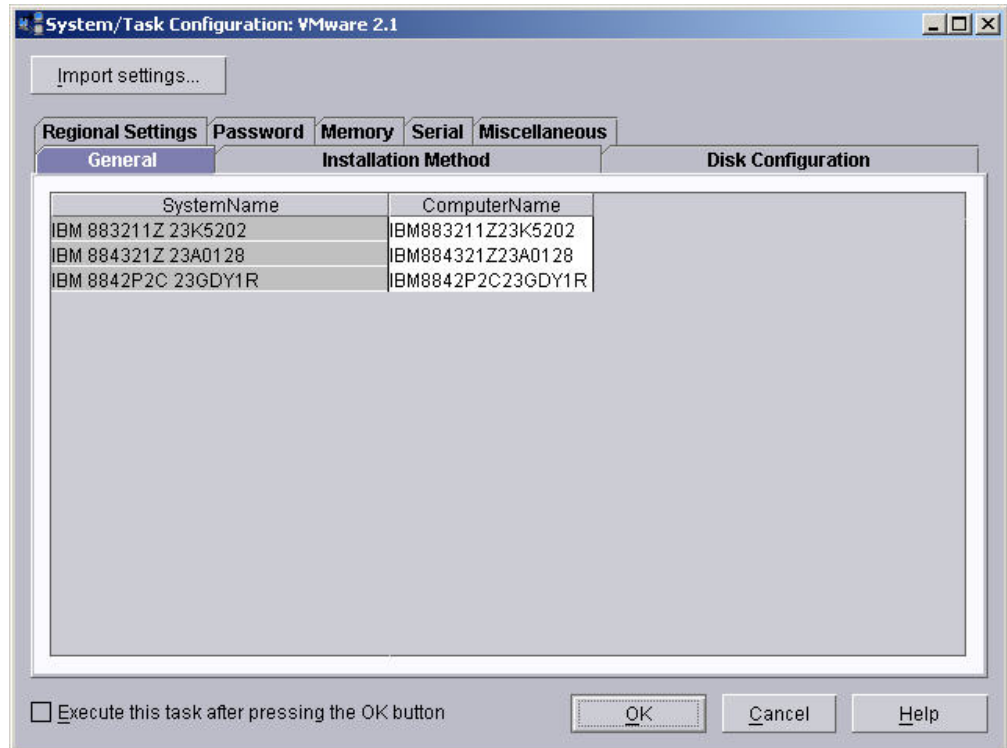 System/Task Configuration: VMware 2.1
Import settings...
Regional Settings Password Memory Serial Miscellaneous
General Installation Method Disk Configuration
SystemName ComputerName
IBM 883211Z 23K5202 IBM883211Z23K5202
IBM 884321Z 23A0128 IBM884321Z23A0128
IBM 8842P2C 23GDY1R IBM8842P2C23GDY1R
Execute this task after pressing the OK button OK Cancel Help